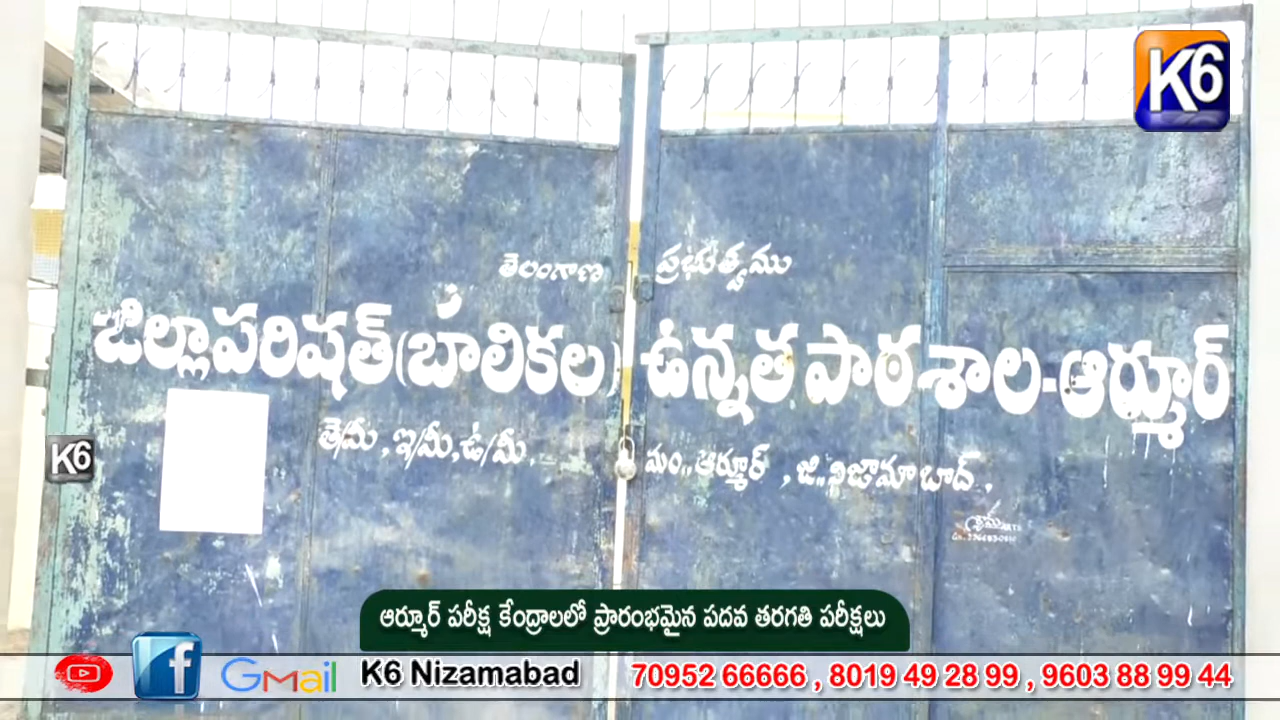 K6
తెలంగాణ ప్రభుత్వము
జిల్లాపరిషత్(బాలికల) ఉన్నత పాఠశాల-ఆర్మూర్
తె/మీ, ఇ/మీ, ఉ/మీ.
మం., ఆర్మూర్, జి.నిజామాబాద్.
K6
ఆర్మూర్ పరీక్ష కేంద్రాలలో ప్రారంభమైన పదవ తరగతి పరీక్షలు
f Gmail K6 Nizamabad 70952 66666 , 8019 49 28 99 , 9603 88 99 44